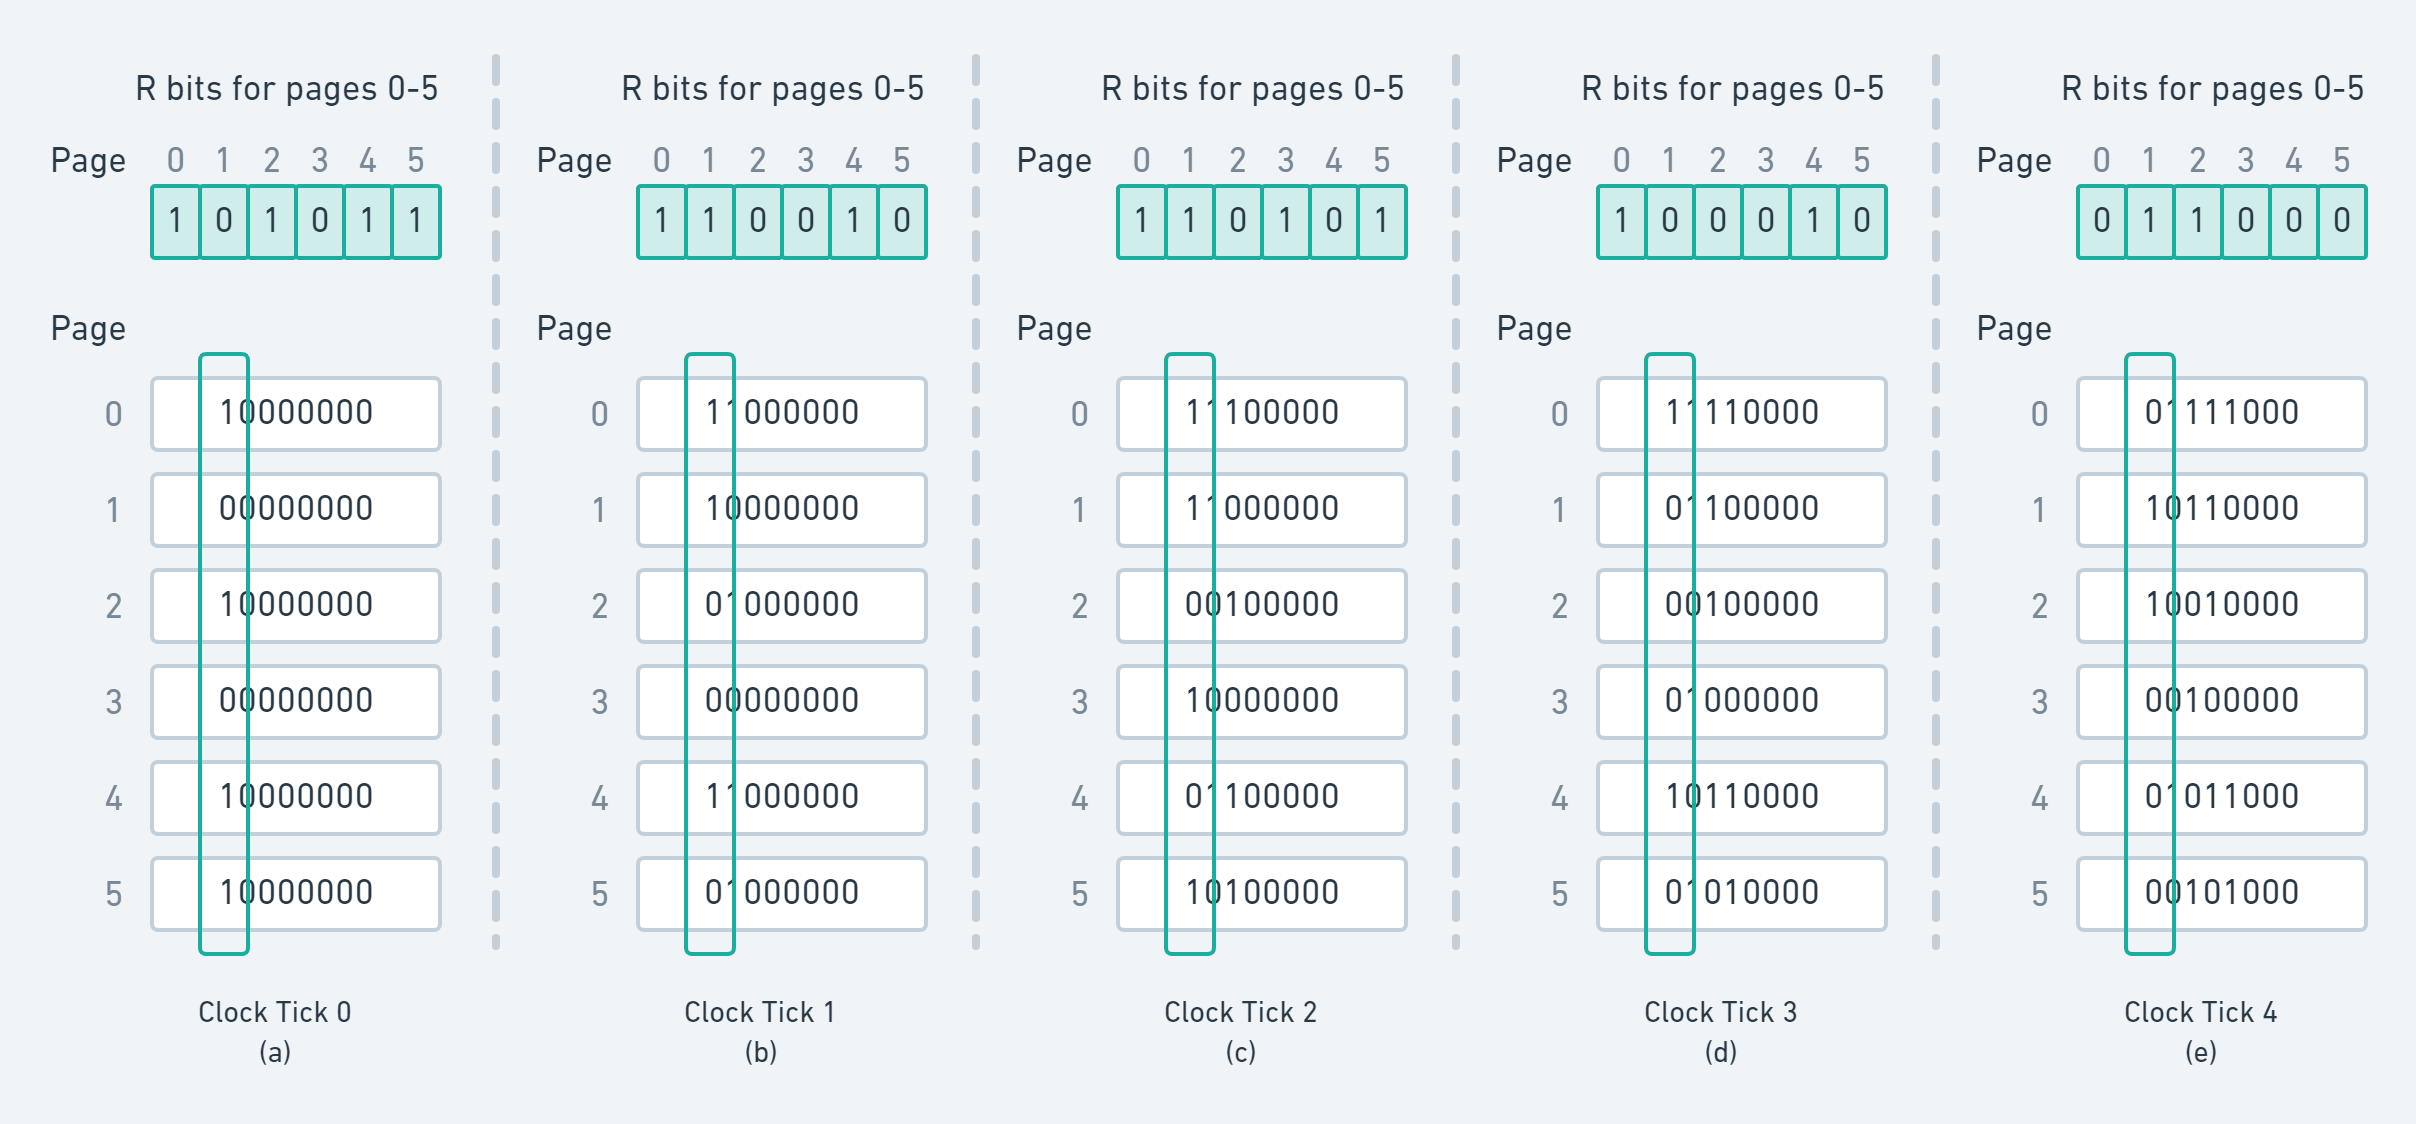 R bits for pages 0-5
Page 0 1 2 3 4 5
1 0 1 0 1 1
Page
0 10000000
1 00000000
2 10000000
3 00000000
4 10000000
5 10000000
Clock Tick 0
(a)
R bits for pages 0-5
Page 0 1 2 3 4 5
1 1 0 0 1 0
Page
0 11000000
1 10000000
2 01000000
3 00000000
4 11000000
5 01000000
Clock Tick 1
(b)
R bits for pages 0-5
Page 0 1 2 3 4 5
1 1 0 1 0 1
Page
0 11100000
1 11000000
2 00100000
3 10000000
4 01100000
5 10100000
Clock Tick 2
(c)
R bits for pages 0-5
Page 0 1 2 3 4 5
1 0 0 0 1 0
Page
0 11110000
1 01100000
2 00100000
3 01000000
4 10110000
5 01010000
Clock Tick 3
(d)
R bits for pages 0-5
Page 0 1 2 3 4 5
0 1 1 0 0 0
Page
0 01111000
1 10110000
2 10010000
3 00100000
4 01011000
5 00101000
Clock Tick 4
(e)